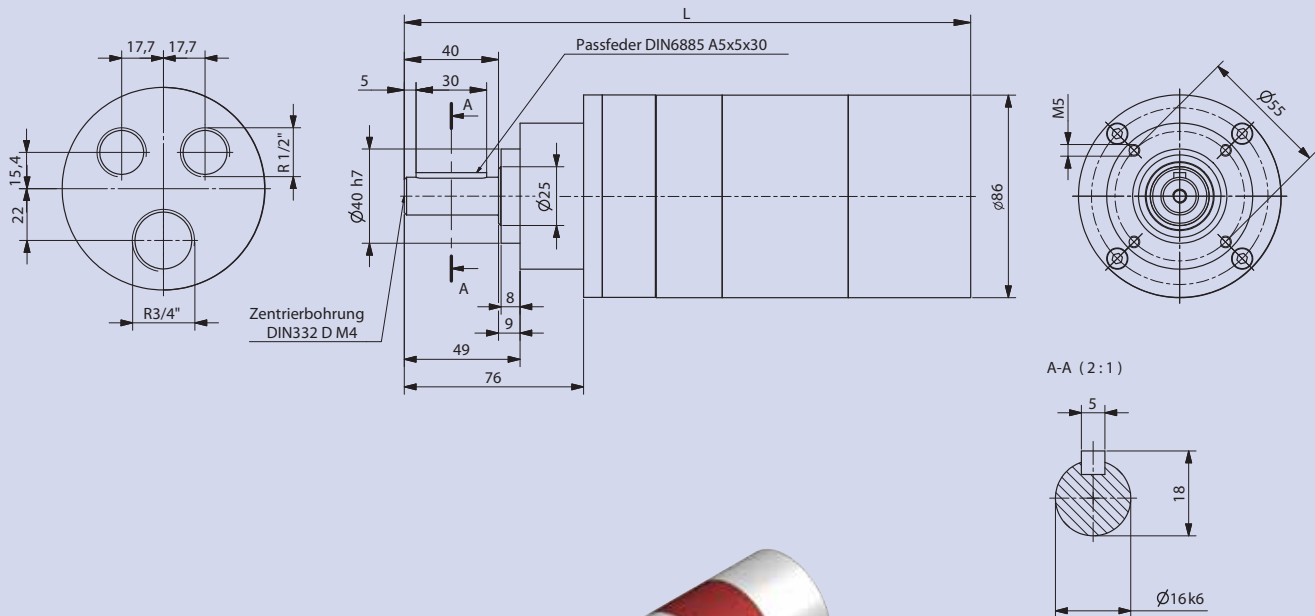 L
17,7 17,7
40
Passfeder DIN6885 A5x5x30
5 30
A
M5
Ø55
R 1/2"
15,4
22
Ø40 h7
Ø25
Ø86
A
8
R3/4"
Zentrierbohrung
DIN332 D M4
9
49
76
A-A (2:1)
5
18
Ø16k6